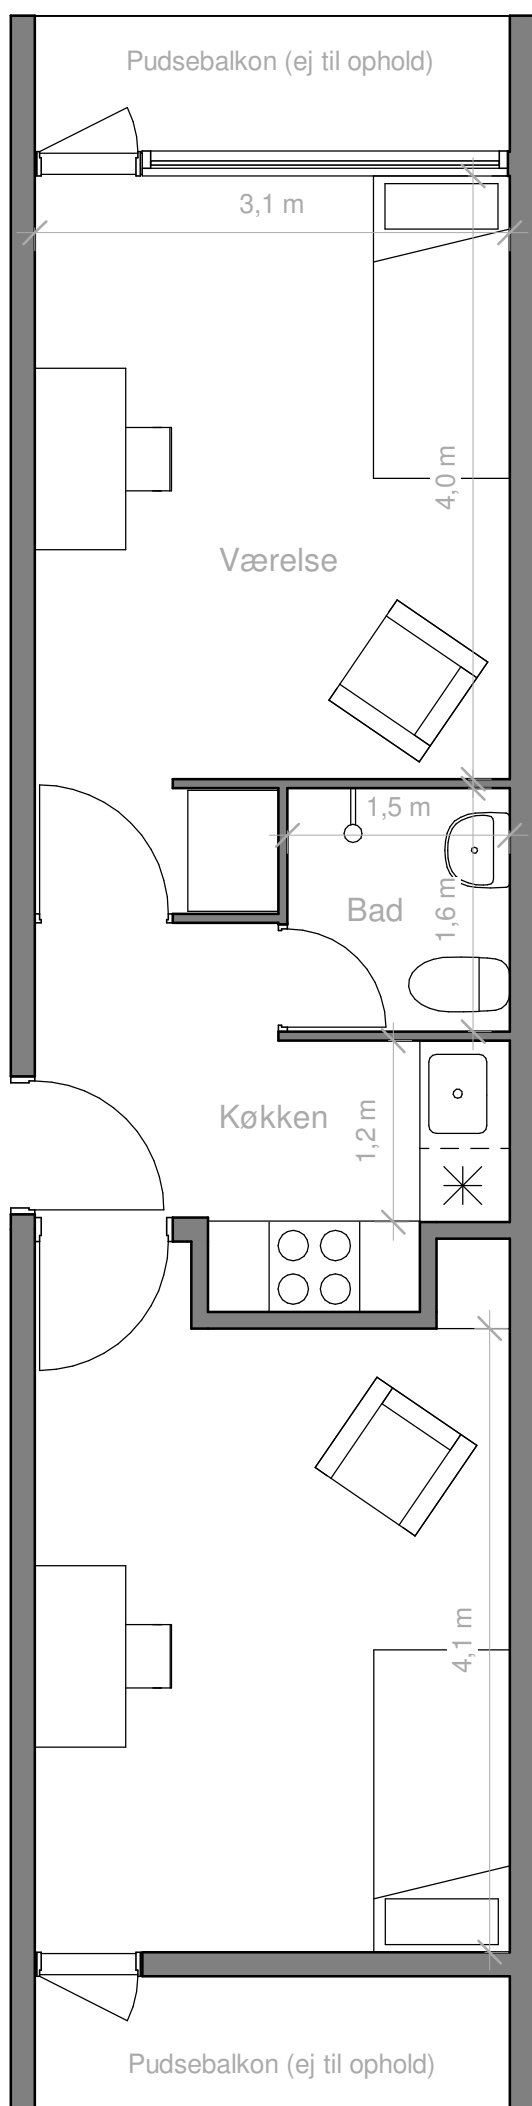 Pudsebalkon (ej til ophold)
3,1 m
4,0 m
Værelse
1,5 m
Bad
1,6 m
Køkken
1,2 m
4,1 m
Pudsebalkon (ej til ophold)